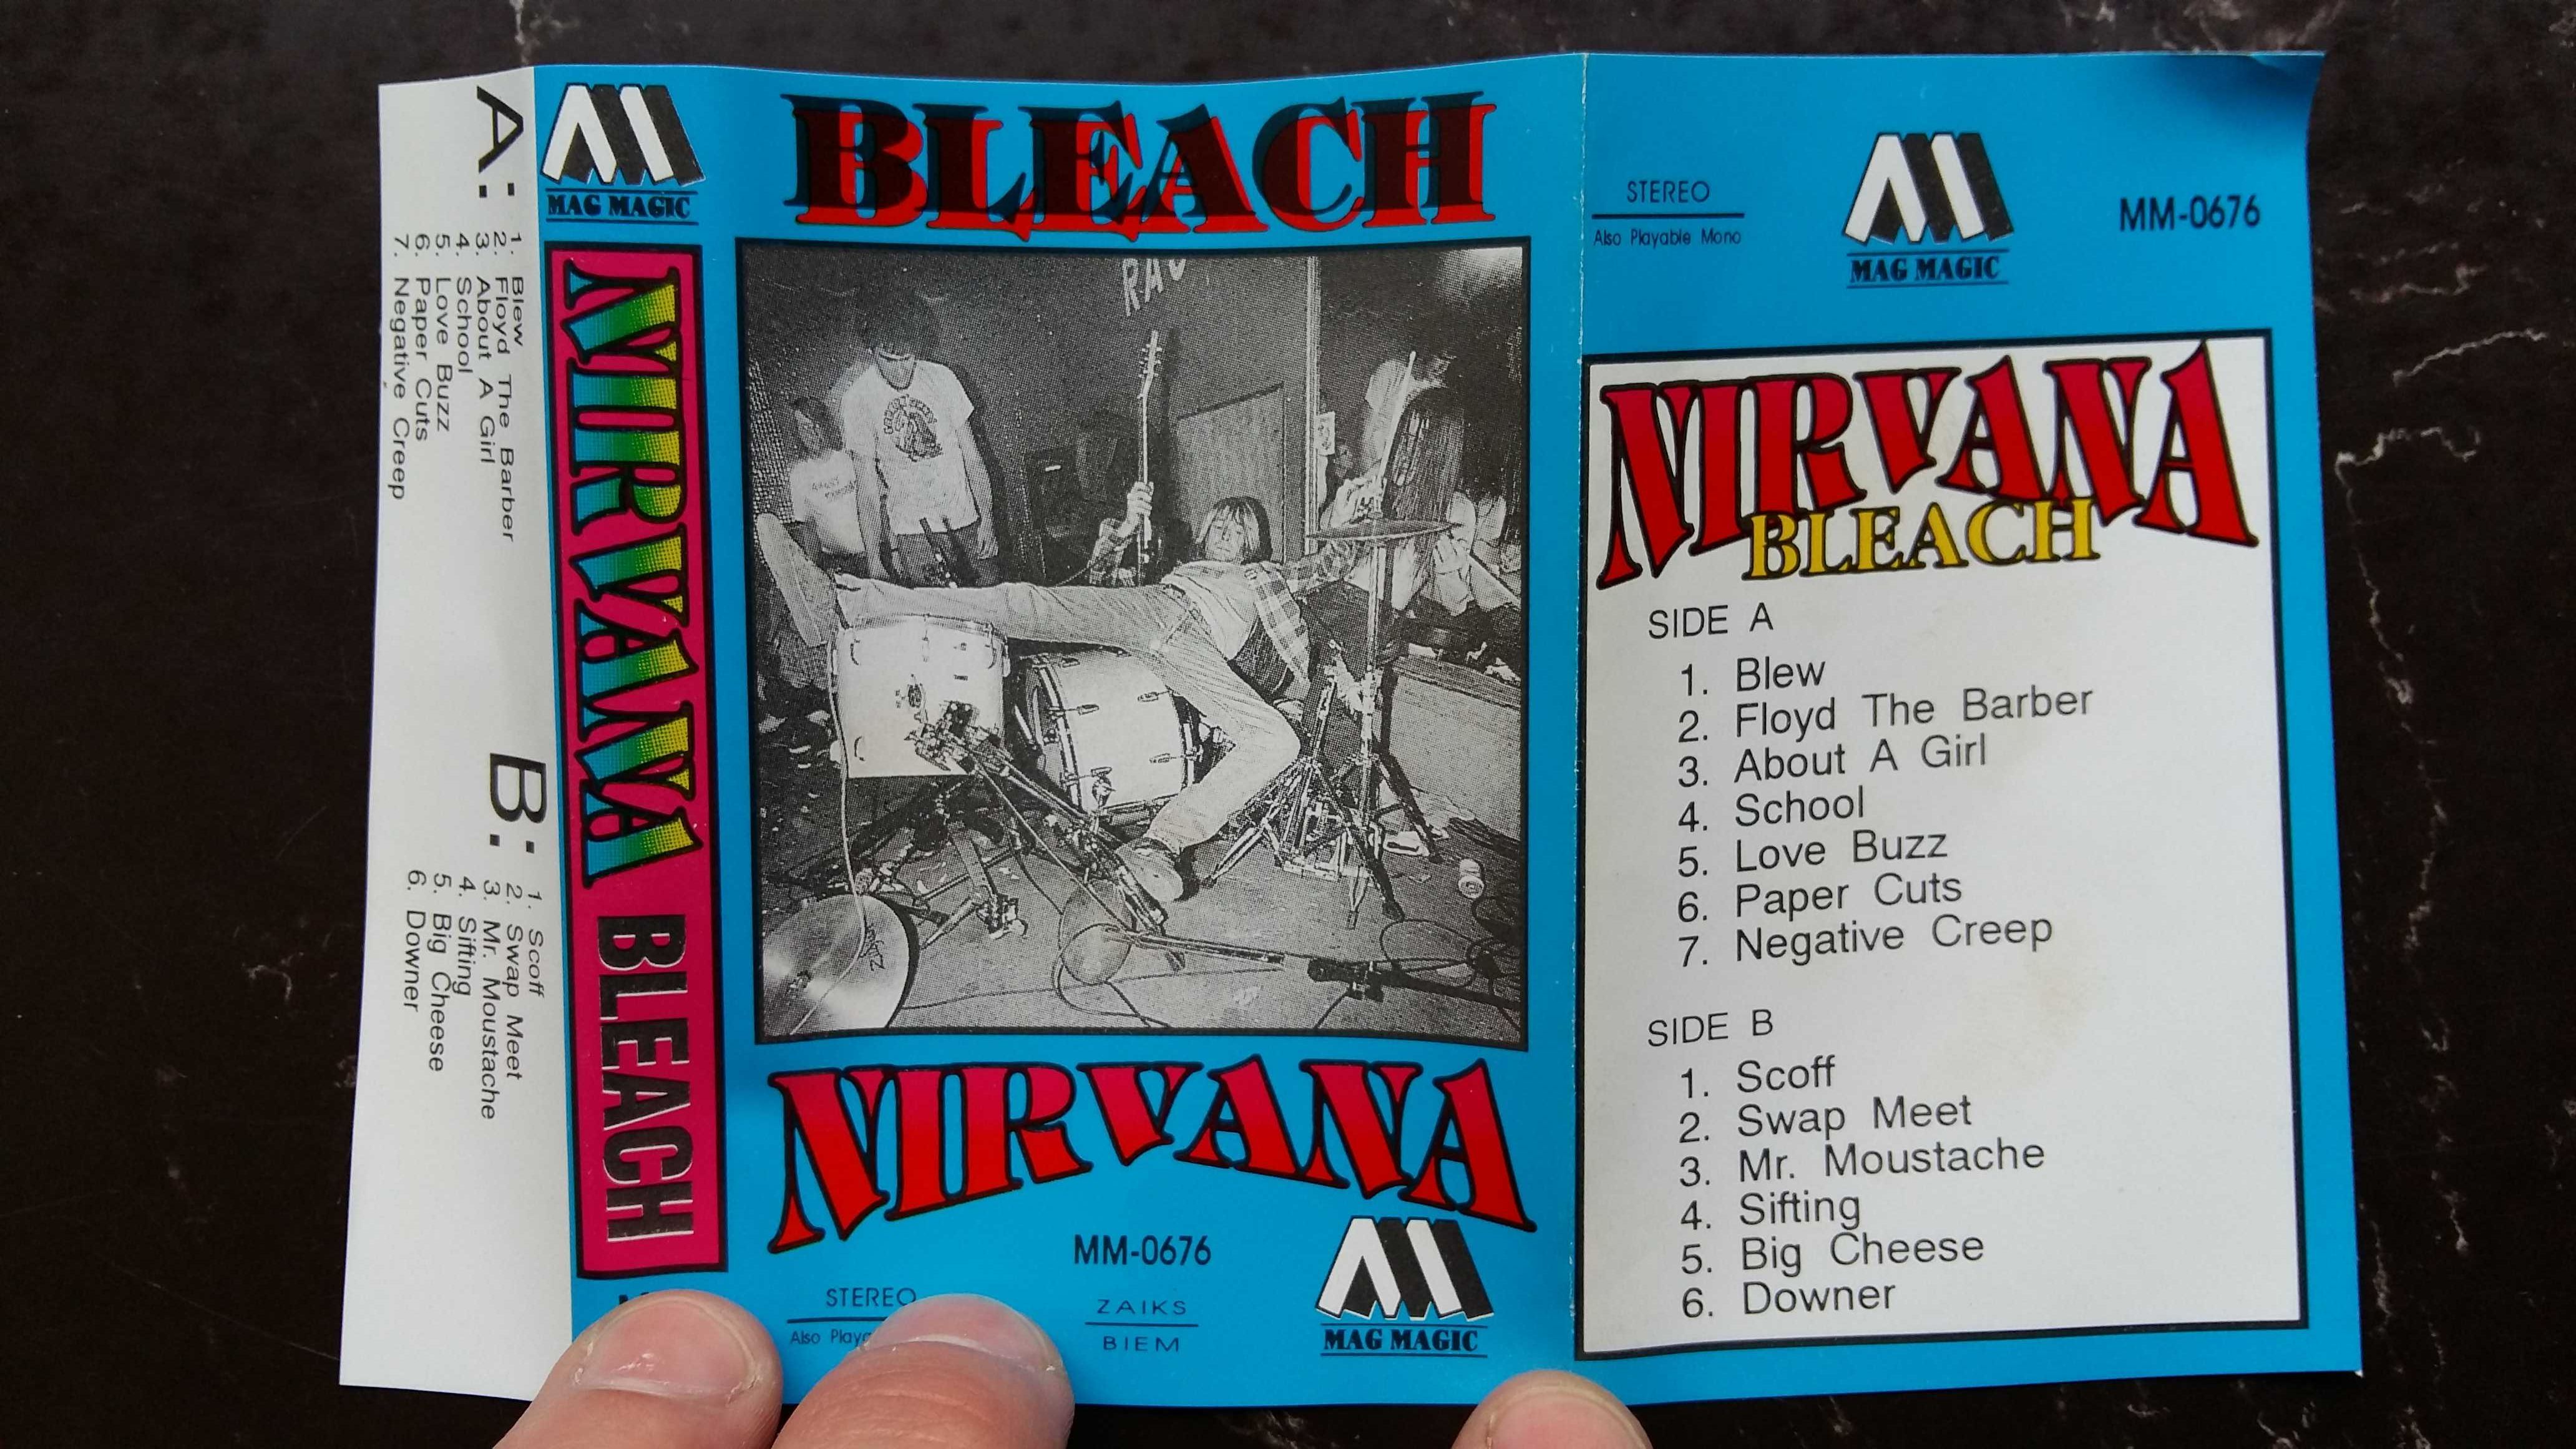 A:
1. Blew
2. Floyd The Barber
3. About A Girl
4. School
5. Love Buzz
6. Paper Cuts
7. Negative Creep
B:
1. Scoff
2. Swap Meet
3. Mr. Moustache
4. Sifting
5. Big Cheese
6. Downer
MAG MAGIC
NIRVANA BLEACH
BLEACH
NIRVANA
MM-0676
STEREO
Also
ZAIKS
BIEM
MAG MAGIC
STEREO
Also Playable Mono
MAG MAGIC
MM-0676
NIRVANA
BLEACH
SIDE A
1. Blew
2. Floyd The Barber
3. About A Girl
4. School
5. Love Buzz
6. Paper Cuts
7. Negative Creep
SIDE B
1. Scoff
2. Swap Meet
3. Mr. Moustache
4. Sifting
5. Big Cheese
6. Downer